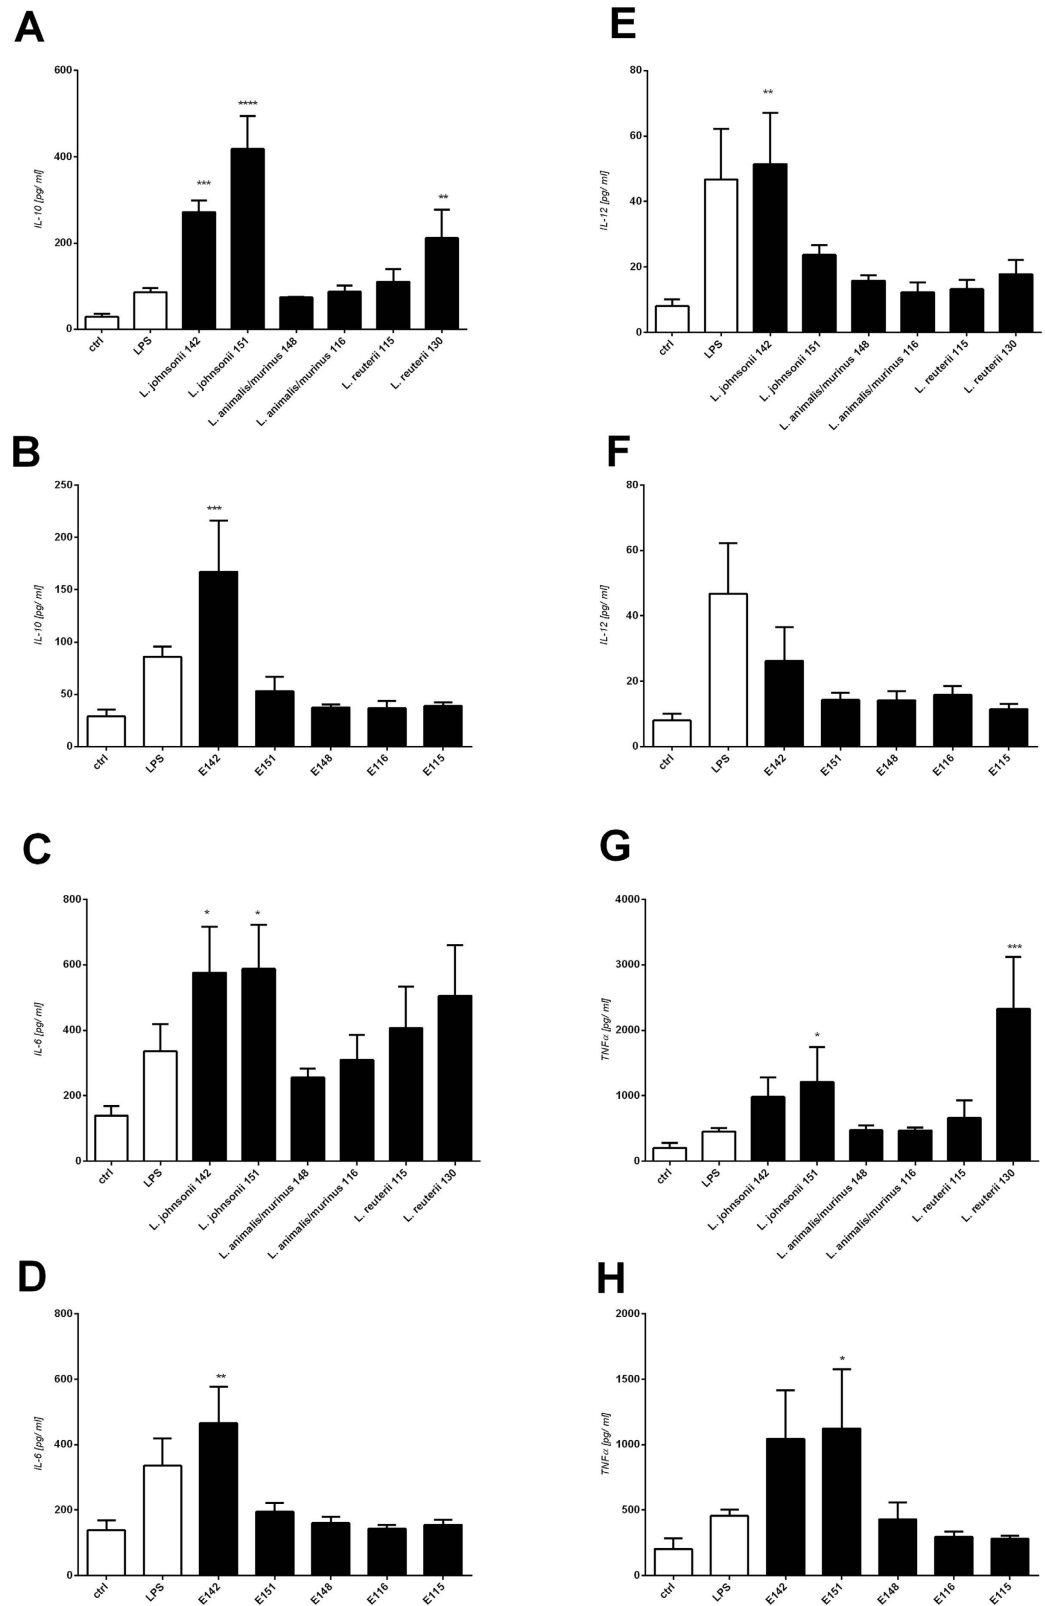 A
IL-10 [pg/ ml]
600
400
200
0
***
****
**
ctrl
LPS
L. johnsonii 142
L. johnsonii 151
L. animalis/murinus 148
L. animalis/murinus 116
L. reuterii 115
L. reuterii 130
E
IL-12 [pg/ ml]
80
60
40
20
0
**
ctrl
LPS
L. johnsonii 142
L. johnsonii 151
L. animalis/murinus 148
L. animalis/murinus 116
L. reuterii 115
L. reuterii 130
B
IL-10 [pg/ ml]
250
200
150
100
50
0
***
ctrl
LPS
E142
E151
E148
E116
E115
F
IL-12 [pg/ ml]
80
60
40
20
0
ctrl
LPS
E142
E151
E148
E116
E115
C
IL-6 [pg/ ml]
800
600
400
200
0
*
*
ctrl
LPS
L. johnsonii 142
L. johnsonii 151
L. animalis/murinus 148
L. animalis/murinus 116
L. reuterii 115
L. reuterii 130
G
TNFα [pg/ ml]
4000
3000
2000
1000
0
*
***
ctrl
LPS
L. johnsonii 142
L. johnsonii 151
L. animalis/murinus 148
L. animalis/murinus 116
L. reuterii 115
L. reuterii 130
D
IL-6 [pg/ ml]
800
600
400
200
0
**
ctrl
LPS
E142
E151
E148
E116
E115
H
TNFα [pg/ ml]
2000
1500
1000
500
0
*
ctrl
LPS
E142
E151
E148
E116
E115